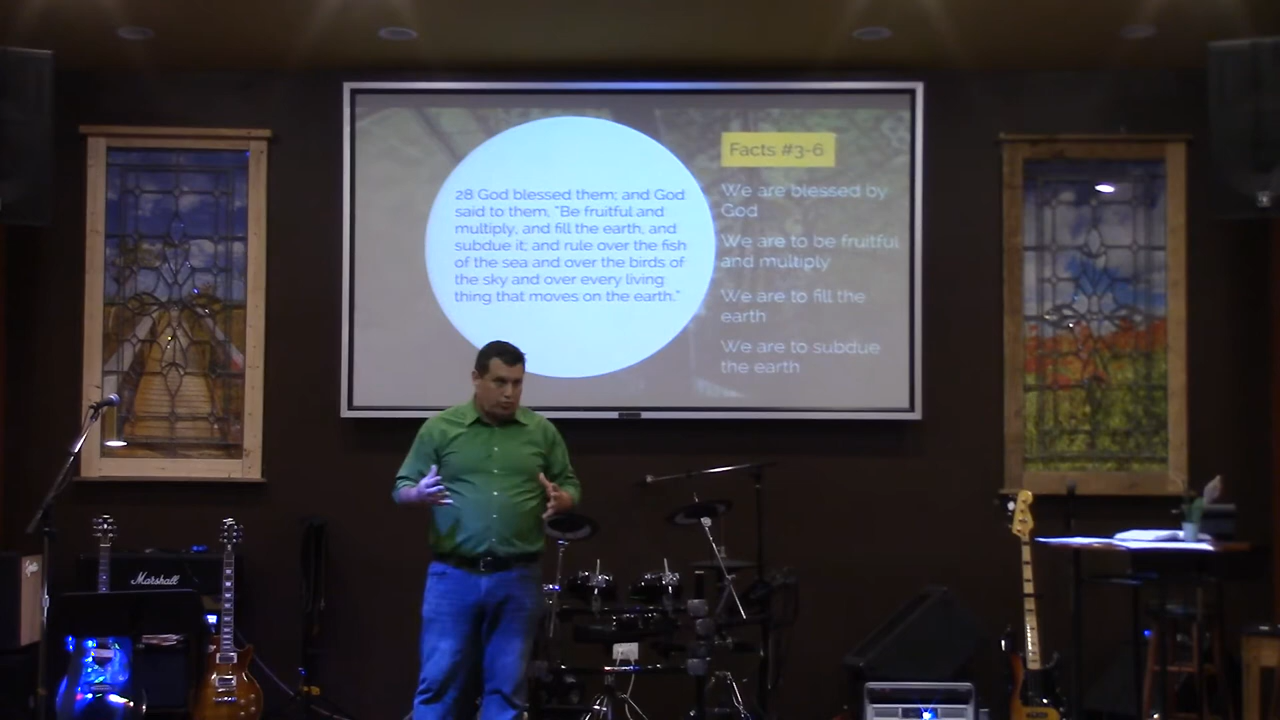 28 God blessed them; and God
said to them, "Be fruitful and
multiply, and fill the earth, and
subdue it; and rule over the fish
of the sea and over the birds of
the sky and over every living
thing that moves on the earth."
Facts #3-6
We are blessed by
God
We are to be fruitful
and multiply
We are to fill the
earth
We are to subdue
the earth
Marshall